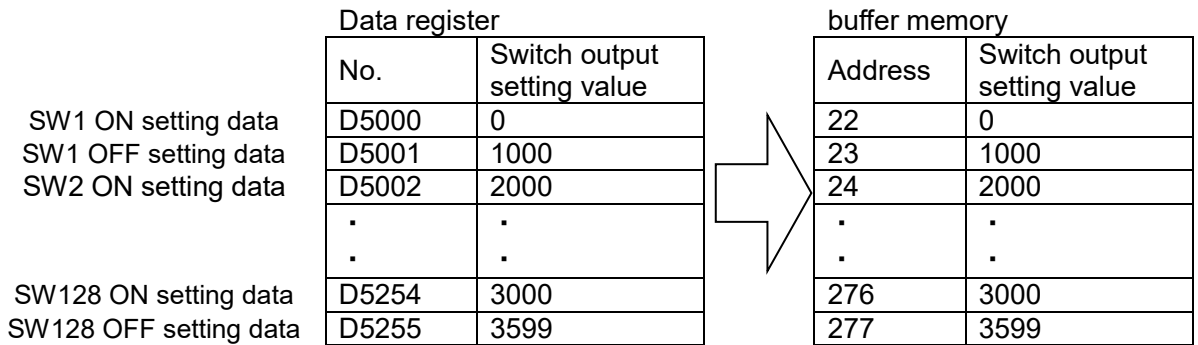 Data register buffer memory
No. Switch output setting value Address Switch output setting value
SW1 ON setting data D5000 0 22 0
SW1 OFF setting data D5001 1000 23 1000
SW2 ON setting data D5002 2000 24 2000
. . . .
. . . .
SW128 ON setting data D5254 3000 276 3000
SW128 OFF setting data D5255 3599 277 3599